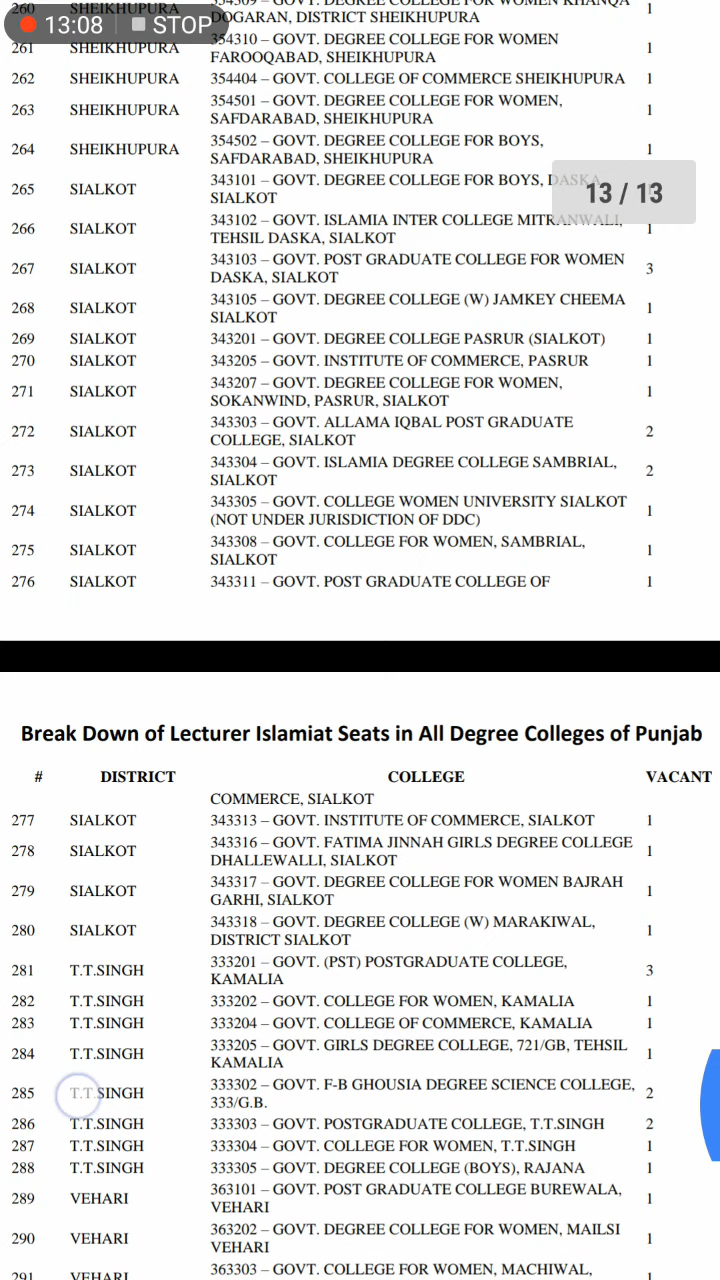 260 SHEIKHUPURA 354309 – GOVT. DEGREE COLLEGE FOR WOMEN KHANQA 1
DOGARAN, DISTRICT SHEIKHUPURA
13:08 STOP
261 SHEIKHUPURA 354310 – GOVT. DEGREE COLLEGE FOR WOMEN 1
FAROOQABAD, SHEIKHUPURA
262 SHEIKHUPURA 354404 – GOVT. COLLEGE OF COMMERCE SHEIKHUPURA 1
263 SHEIKHUPURA 354501 – GOVT. DEGREE COLLEGE FOR WOMEN, 1
SAFDARABAD, SHEIKHUPURA
264 SHEIKHUPURA 354502 – GOVT. DEGREE COLLEGE FOR BOYS, 1
SAFDARABAD, SHEIKHUPURA
265 SIALKOT 343101 – GOVT. DEGREE COLLEGE FOR BOYS, DASKA,
SIALKOT
13 / 13
266 SIALKOT 343102 – GOVT. ISLAMIA INTER COLLEGE MITRANWALI, 1
TEHSIL DASKA, SIALKOT
267 SIALKOT 343103 – GOVT. POST GRADUATE COLLEGE FOR WOMEN 3
DASKA, SIALKOT
268 SIALKOT 343105 – GOVT. DEGREE COLLEGE (W) JAMKEY CHEEMA 1
SIALKOT
269 SIALKOT 343201 – GOVT. DEGREE COLLEGE PASRUR (SIALKOT) 1
270 SIALKOT 343205 – GOVT. INSTITUTE OF COMMERCE, PASRUR 1
271 SIALKOT 343207 – GOVT. DEGREE COLLEGE FOR WOMEN, 1
SOKANWIND, PASRUR, SIALKOT
272 SIALKOT 343303 – GOVT. ALLAMA IQBAL POST GRADUATE 2
COLLEGE, SIALKOT
273 SIALKOT 343304 – GOVT. ISLAMIA DEGREE COLLEGE SAMBRIAL, 2
SIALKOT
274 SIALKOT 343305 – GOVT. COLLEGE WOMEN UNIVERSITY SIALKOT 1
(NOT UNDER JURISDICTION OF DDC)
275 SIALKOT 343308 – GOVT. COLLEGE FOR WOMEN, SAMBRIAL, 1
SIALKOT
276 SIALKOT 343311 – GOVT. POST GRADUATE COLLEGE OF 1
Break Down of Lecturer Islamiat Seats in All Degree Colleges of Punjab
# DISTRICT COLLEGE VACANT
COMMERCE, SIALKOT
277 SIALKOT 343313 – GOVT. INSTITUTE OF COMMERCE, SIALKOT 1
278 SIALKOT 343316 – GOVT. FATIMA JINNAH GIRLS DEGREE COLLEGE 1
DHALLEWALLI, SIALKOT
279 SIALKOT 343317 – GOVT. DEGREE COLLEGE FOR WOMEN BAJRAH 1
GARHI, SIALKOT
280 SIALKOT 343318 – GOVT. DEGREE COLLEGE (W) MARAKIWAL, 1
DISTRICT SIALKOT
281 T.T.SINGH 333201 – GOVT. (PST) POSTGRADUATE COLLEGE, 3
KAMALIA
282 T.T.SINGH 333202 – GOVT. COLLEGE FOR WOMEN, KAMALIA 1
283 T.T.SINGH 333204 – GOVT. COLLEGE OF COMMERCE, KAMALIA 1
284 T.T.SINGH 333205 – GOVT. GIRLS DEGREE COLLEGE, 721/GB, TEHSIL 1
KAMALIA
285 T.T.SINGH 333302 – GOVT. F-B GHOUSIA DEGREE SCIENCE COLLEGE, 2
333/G.B.
286 T.T.SINGH 333303 – GOVT. POSTGRADUATE COLLEGE, T.T.SINGH 2
287 T.T.SINGH 333304 – GOVT. COLLEGE FOR WOMEN, T.T.SINGH 1
288 T.T.SINGH 333305 – GOVT. DEGREE COLLEGE (BOYS), RAJANA 1
289 VEHARI 363101 – GOVT. POST GRADUATE COLLEGE BUREWALA, 1
VEHARI
290 VEHARI 363202 – GOVT. DEGREE COLLEGE FOR WOMEN, MAILSI 1
VEHARI
291 VEHARI 363303 – GOVT. COLLEGE FOR WOMEN, MACHIWAL, 1